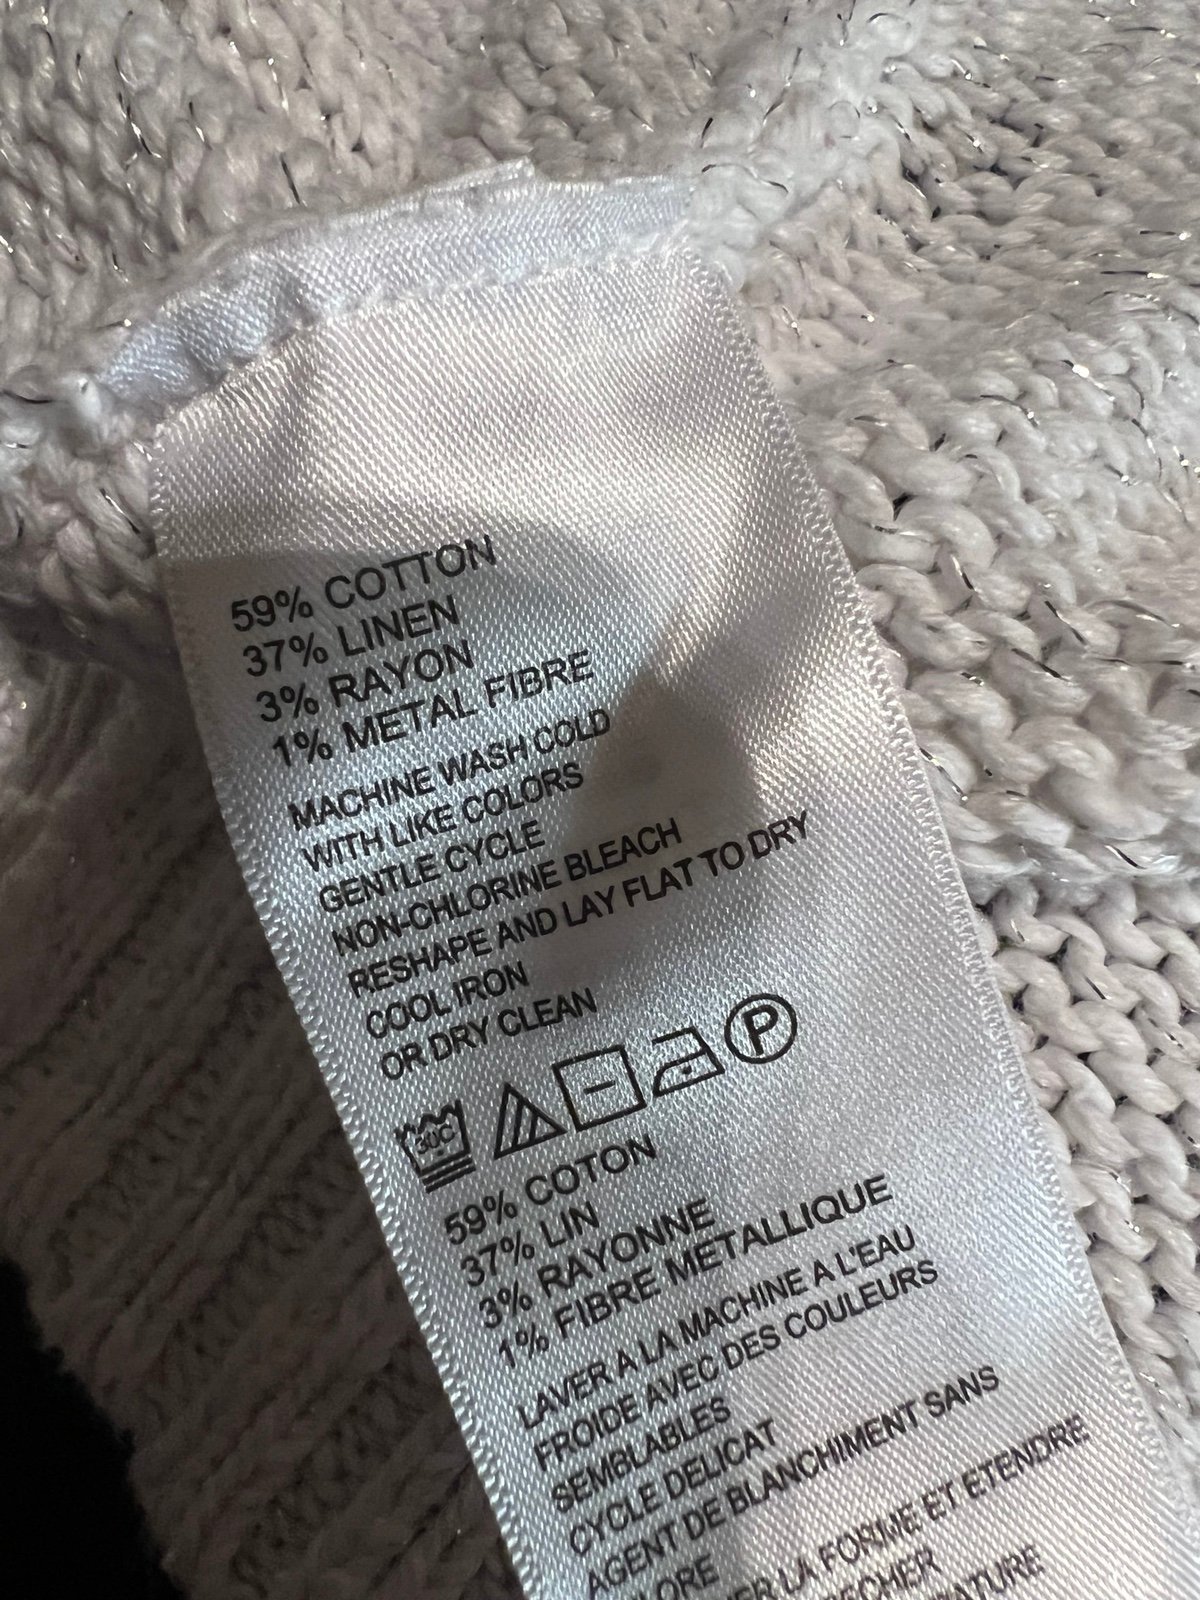 59% COTTON
37% LINEN
3% RAYON
1% METAL FIBRE
MACHINE WASH COLD
WITH LIKE COLORS
GENTLE CYCLE
NON-CHLORINE BLEACH
RESHAPE AND LAY FLAT TO DRY
COOL IRON
OR DRY CLEAN
30C P
59% COTON
37% LIN
3% RAYONNE
1% FIBRE METALLIQUE
LAVER A LA MACHINE A L'EAU
FROIDE AVEC DES COULEURS
SEMBLABLES
CYCLE DELICAT
AGENT DE BLANCHIMENT SANS
LA FORME ET ETENDRE